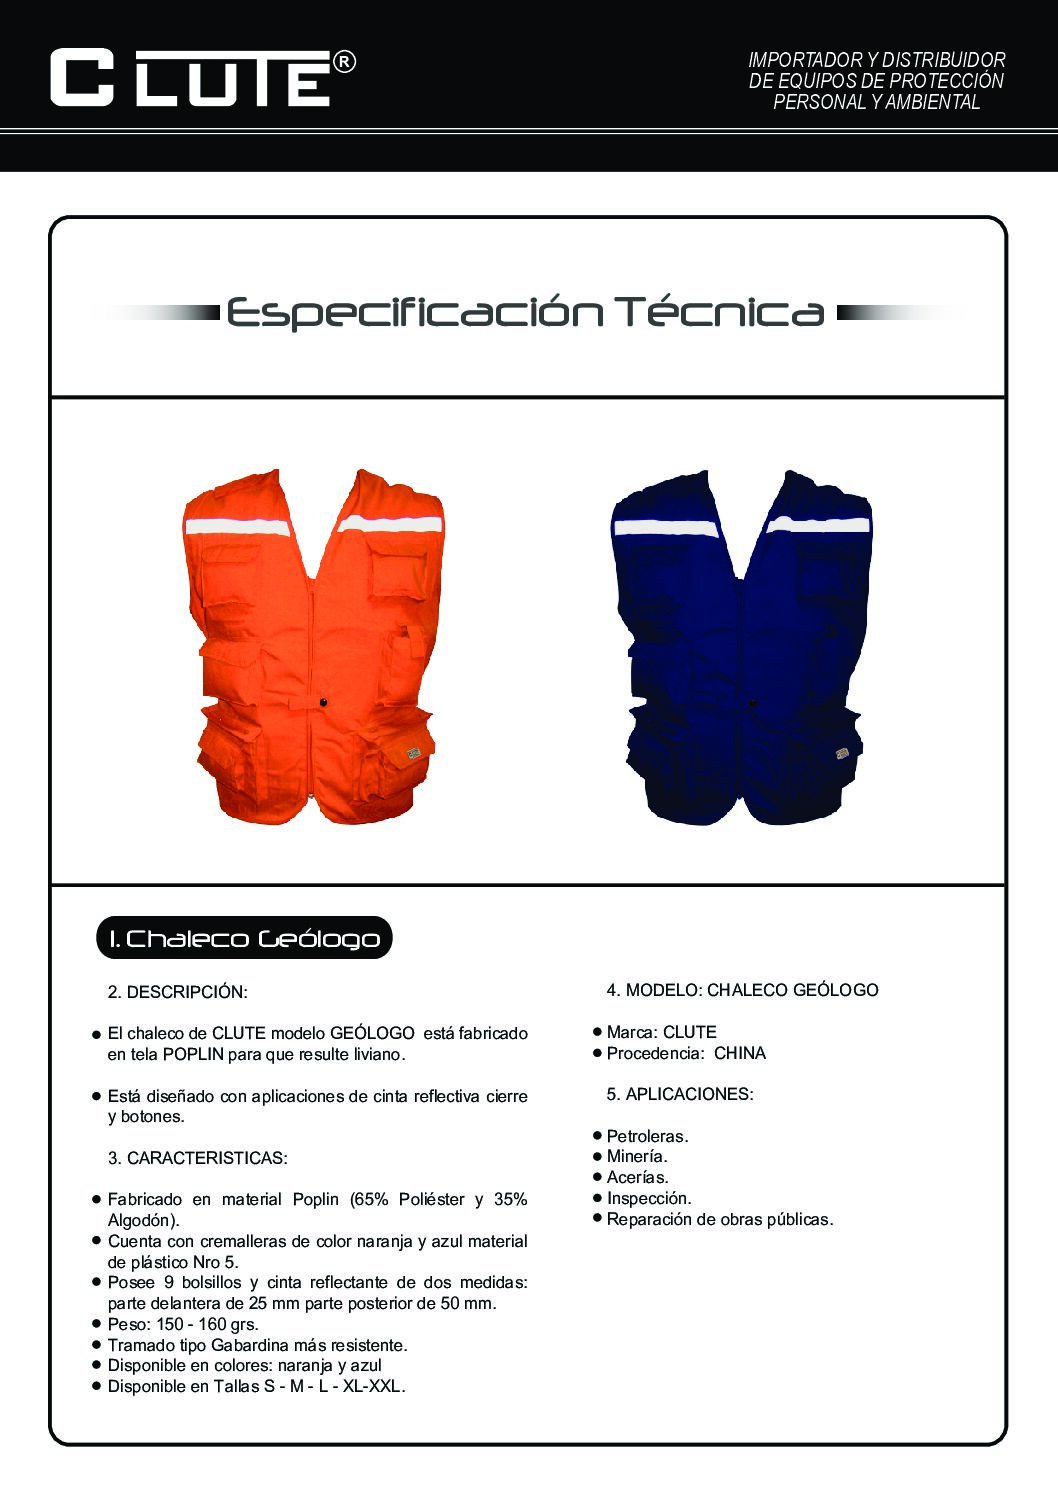 CLUTE®
IMPORTADOR Y DISTRIBUIDOR
DE EQUIPOS DE PROTECCIÓN
PERSONAL Y AMBIENTAL
Especificación Técnica
1. Chaleco Geólogo
2. DESCRIPCIÓN:
● El chaleco de CLUTE modelo GEÓLOGO está fabricado
en tela POPLIN para que resulte liviano.
● Está diseñado con aplicaciones de cinta reflectiva cierre
y botones.
3. CARACTERISTICAS:
● Fabricado en material Poplin (65% Poliéster y 35%
Algodón).
● Cuenta con cremalleras de color naranja y azul material
de plástico Nro 5.
● Posee 9 bolsillos y cinta reflectante de dos medidas:
parte delantera de 25 mm parte posterior de 50 mm.
● Peso: 150 - 160 grs.
● Tramado tipo Gabardina más resistente.
● Disponible en colores: naranja y azul
● Disponible en Tallas S - M - L - XL-XXL.
4. MODELO: CHALECO GEÓLOGO
● Marca: CLUTE
● Procedencia: CHINA
5. APLICACIONES:
● Petroleras.
● Minería.
● Acerías.
● Inspección.
● Reparación de obras públicas.